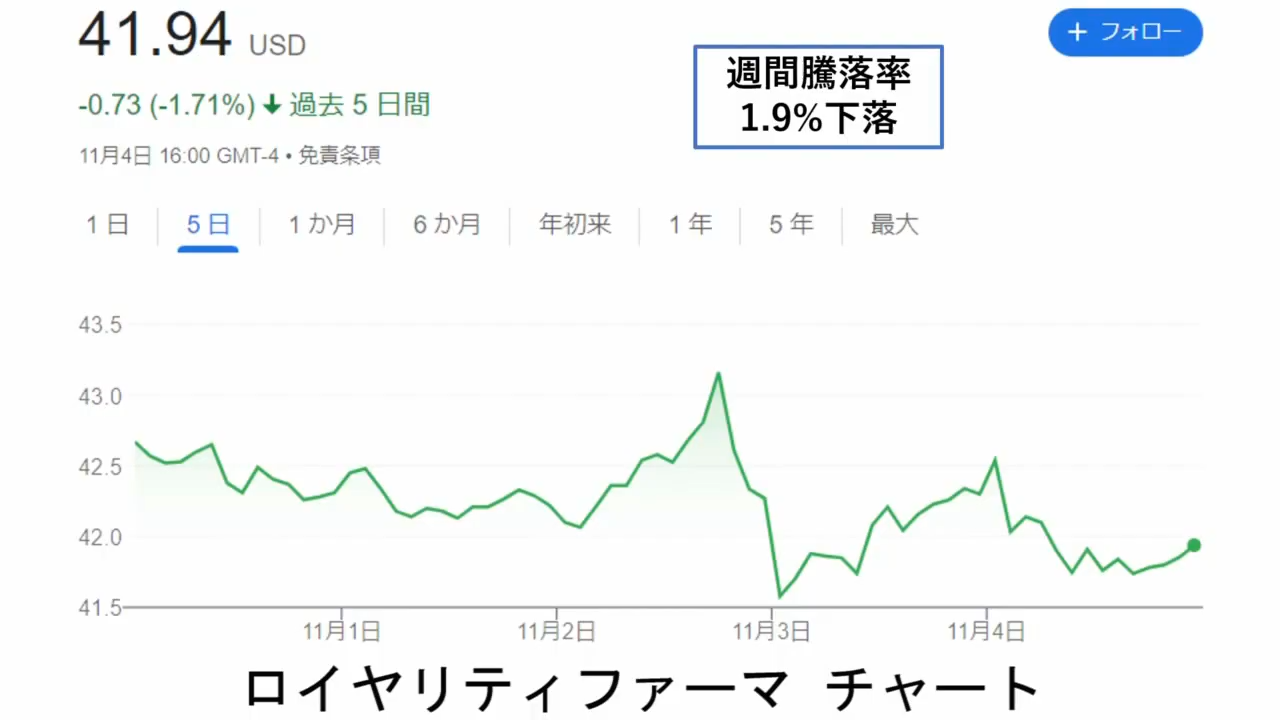 41.94 USD
+ フォロー
週間騰落率
1.9%下落
-0.73 (-1.71%) ↓ 過去 5 日間
11月4日 16:00 GMT-4 • 免責条項
1 日 5 日 1 か月 6 か月 年初来 1 年 5 年 最大
43.5
43.0
42.5
42.0
41.5
11月1日 11月2日 11月3日 11月4日
ロイヤリティファーマ チャート